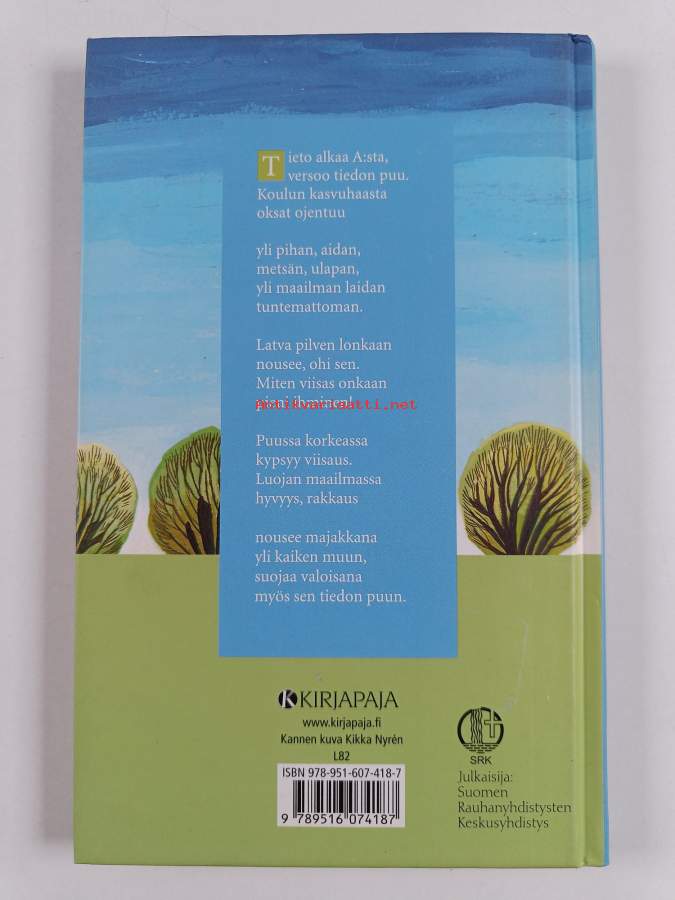 Tieto alkaa A:sta,
versoo tiedon puu.
Koulun kasvuhaasta
oksat ojentuu
yli pihan, aidan,
metsän, ulapan,
yli maailman laidan
tuntemattoman.
Latva pilven lonkaan
nousee, ohi sen.
Miten viisas onkaan
pieni ihminen!
Antikvariaatti.net
Puussa korkeassa
kypsyy viisaus.
Luojan maailmassa
hyvyys, rakkaus
nousee majakkana
yli kaiken muun,
suojaa valoisana
myös sen tiedon puun.
KIRJAPAJA
www.kirjapaja.fi
Kannen kuva Kikka Nyrén
L82
ISBN 978-951-607-418-7
9 789516 074187
SRK
Julkaisija:
Suomen
Rauhanyhdistysten
Keskusyhdistys